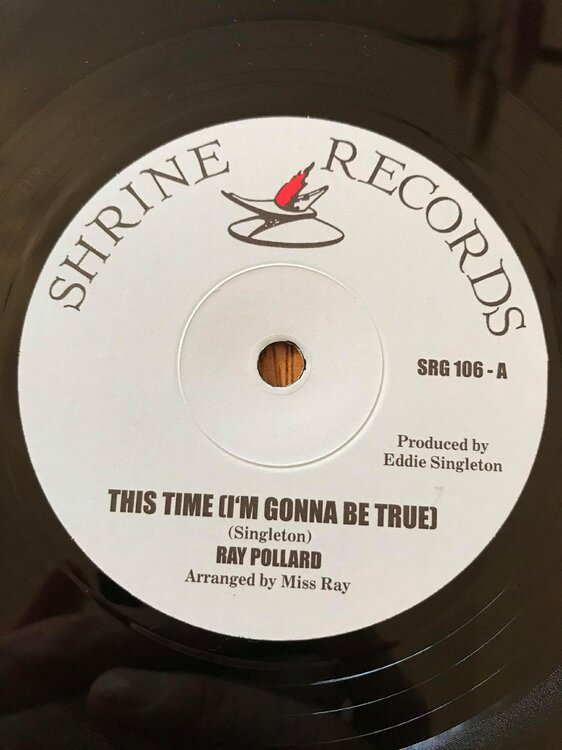 SHRINE RECORDS
SRG 106 - A
Produced by
Eddie Singleton
THIS TIME (I'M GONNA BE TRUE)
(Singleton)
RAY POLLARD
Arranged by Miss Ray